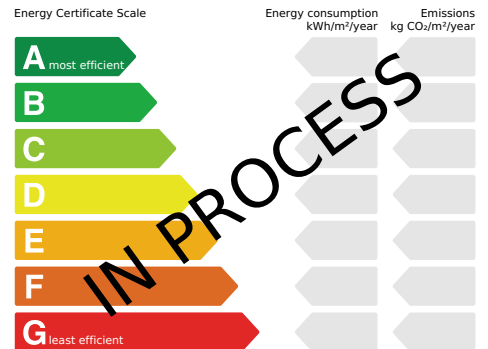 Energy Certificate Scale
Energy consumption
kWh/m²/year
Emissions
kg CO₂/m²/year
A most efficient
B
C
D
E
F
G least efficient
IN PROCESS